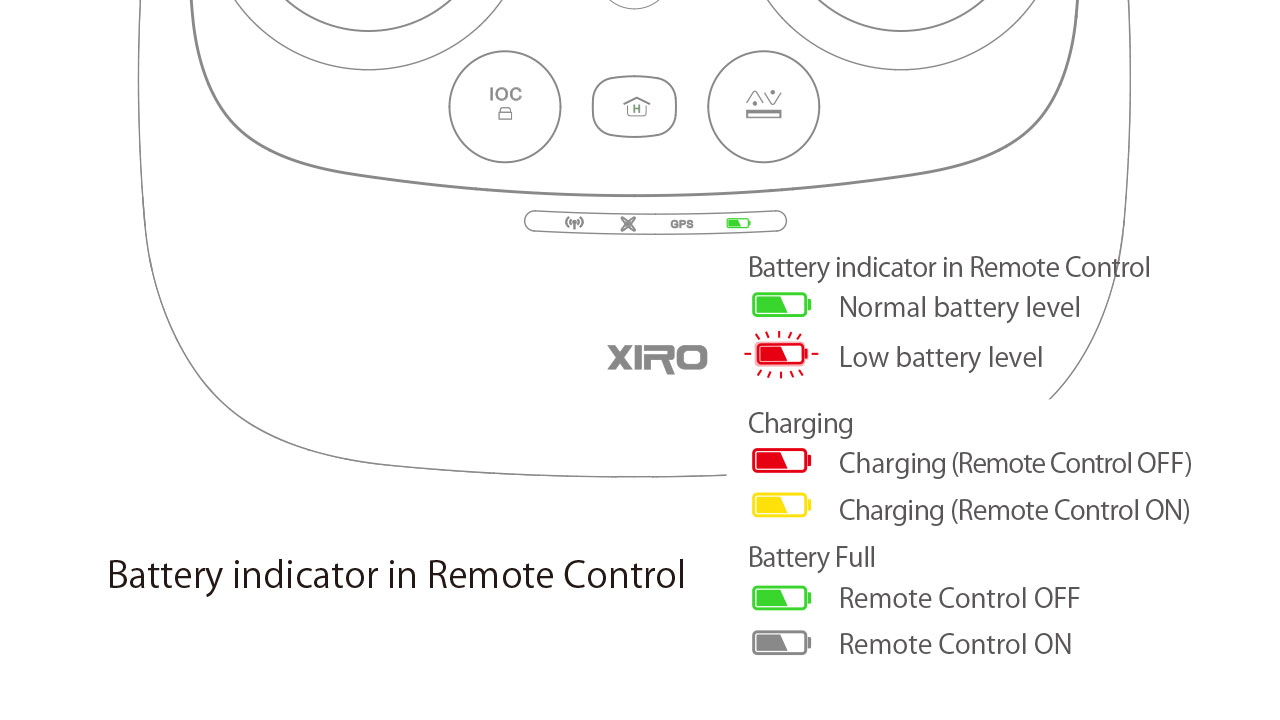 IOC
H
GPS
Battery indicator in Remote Control
Normal battery level
XIRO
Low battery level
Charging
Charging (Remote Control OFF)
Charging (Remote Control ON)
Battery Full
Battery indicator in Remote Control
Remote Control OFF
Remote Control ON